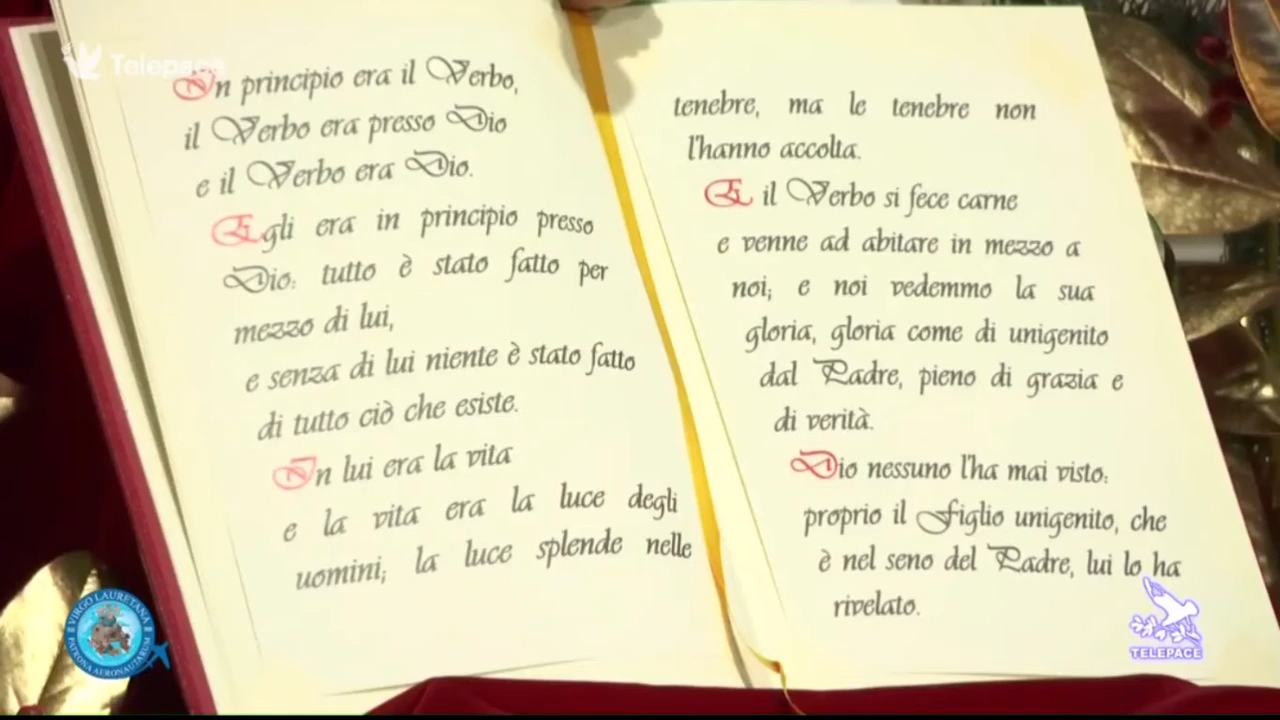 Telepace
In principio era il Verbo,
il Verbo era presso Dio
e il Verbo era Dio.
Egli era in principio presso
Dio: tutto è stato fatto per
mezzo di lui,
e senza di lui niente è stato fatto
di tutto ciò che esiste.
In lui era la vita
e la vita era la luce degli
uomini; la luce splende nelle
tenebre, ma le tenebre non
l'hanno accolta.
E il Verbo si fece carne
e venne ad abitare in mezzo a
noi; e noi vedemmo la sua
gloria, gloria come di unigenito
dal Padre, pieno di grazia e
di verità.
Dio nessuno l'ha mai visto:
proprio il Figlio unigenito, che
è nel seno del Padre, lui lo ha
rivelato.
VIRGO LAURETANA
PATRONA AERONAUTARUM
TELEPACE